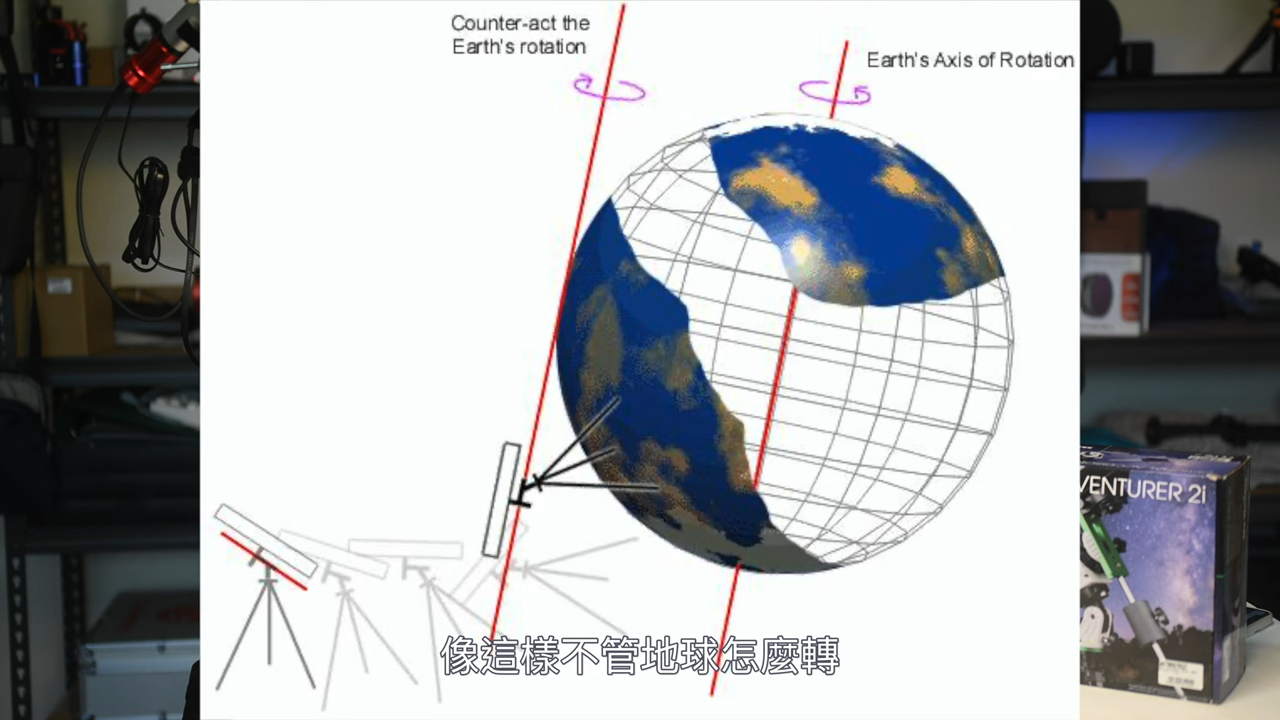 Counter-act the
Earth's rotation
Earth's Axis of Rotation
VENTURER 2i
像這樣不管地球怎麼轉